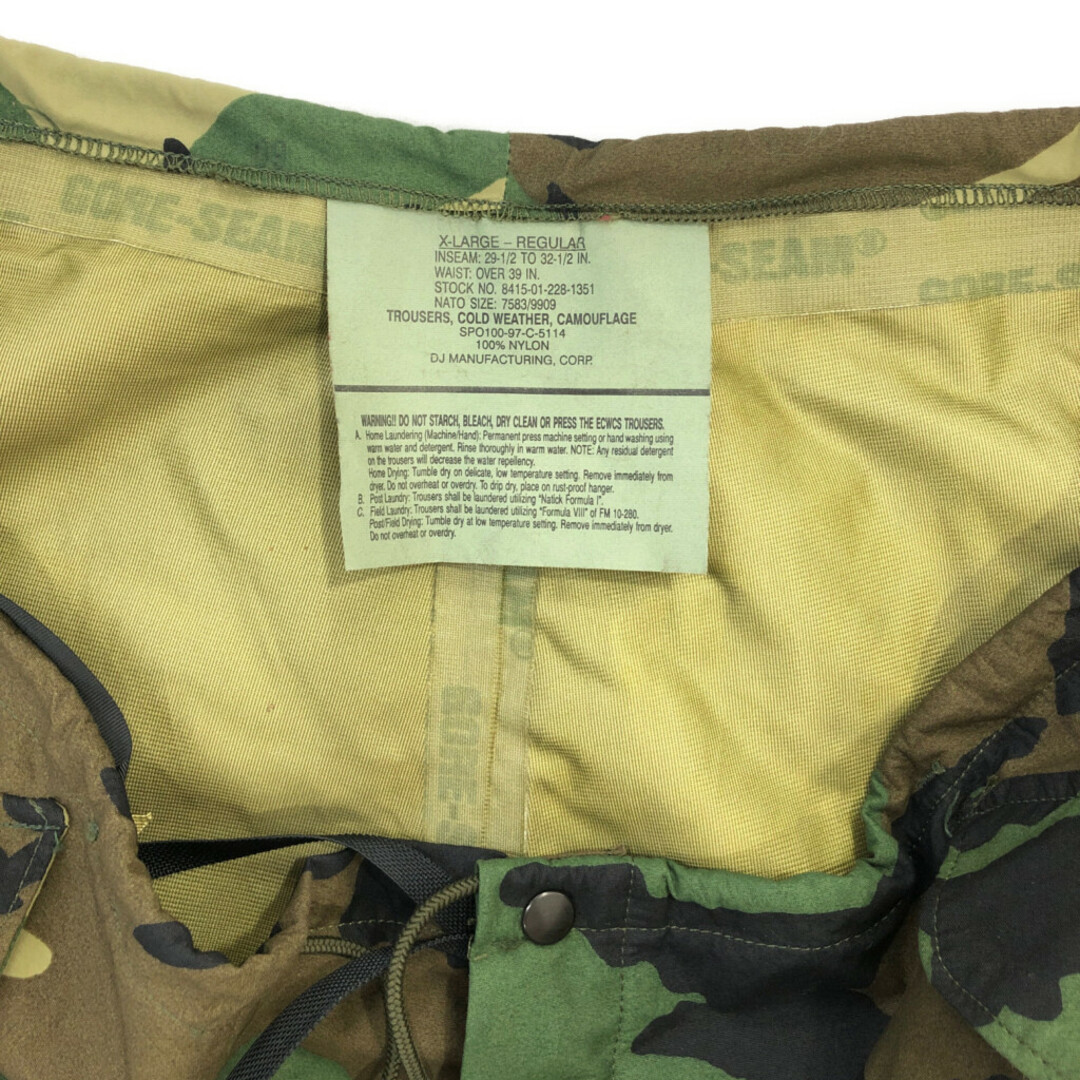 GORE-SEAM
-SEAM®
GORE-S
X-LARGE – REGULAR
INSEAM: 29-1/2 TO 32-1/2 IN.
WAIST: OVER 39 IN.
STOCK NO. 8415-01-228-1351
NATO SIZE: 7583/9909
TROUSERS, COLD WEATHER, CAMOUFLAGE
SPO100-97-C-5114
100% NYLON
DJ MANUFACTURING, CORP.
WARNING!! DO NOT STARCH, BLEACH, DRY CLEAN OR PRESS THE ECWCS TROUSERS.
A. Home Laundering (Machine/Hand): Permanent press machine setting or hand washing using
warm water and detergent. Rinse thoroughly in warm water. NOTE: Any residual detergent
on the trousers will decrease the water repellency.
Home Drying: Tumble dry on delicate, low temperature setting. Remove immediately from
dryer. Do not overheat or overdry. To drip dry, place on rust-proof hanger.
B. Post Laundry: Trousers shall be laundered utilizing "Natick Formula I".
C. Field Laundry: Trousers shall be laundered utilizing "Formula VIII" of FM 10-280.
Post/Field Drying: Tumble dry at low temperature setting. Remove immediately from dryer.
Do not overheat or overdry.
GORE-S